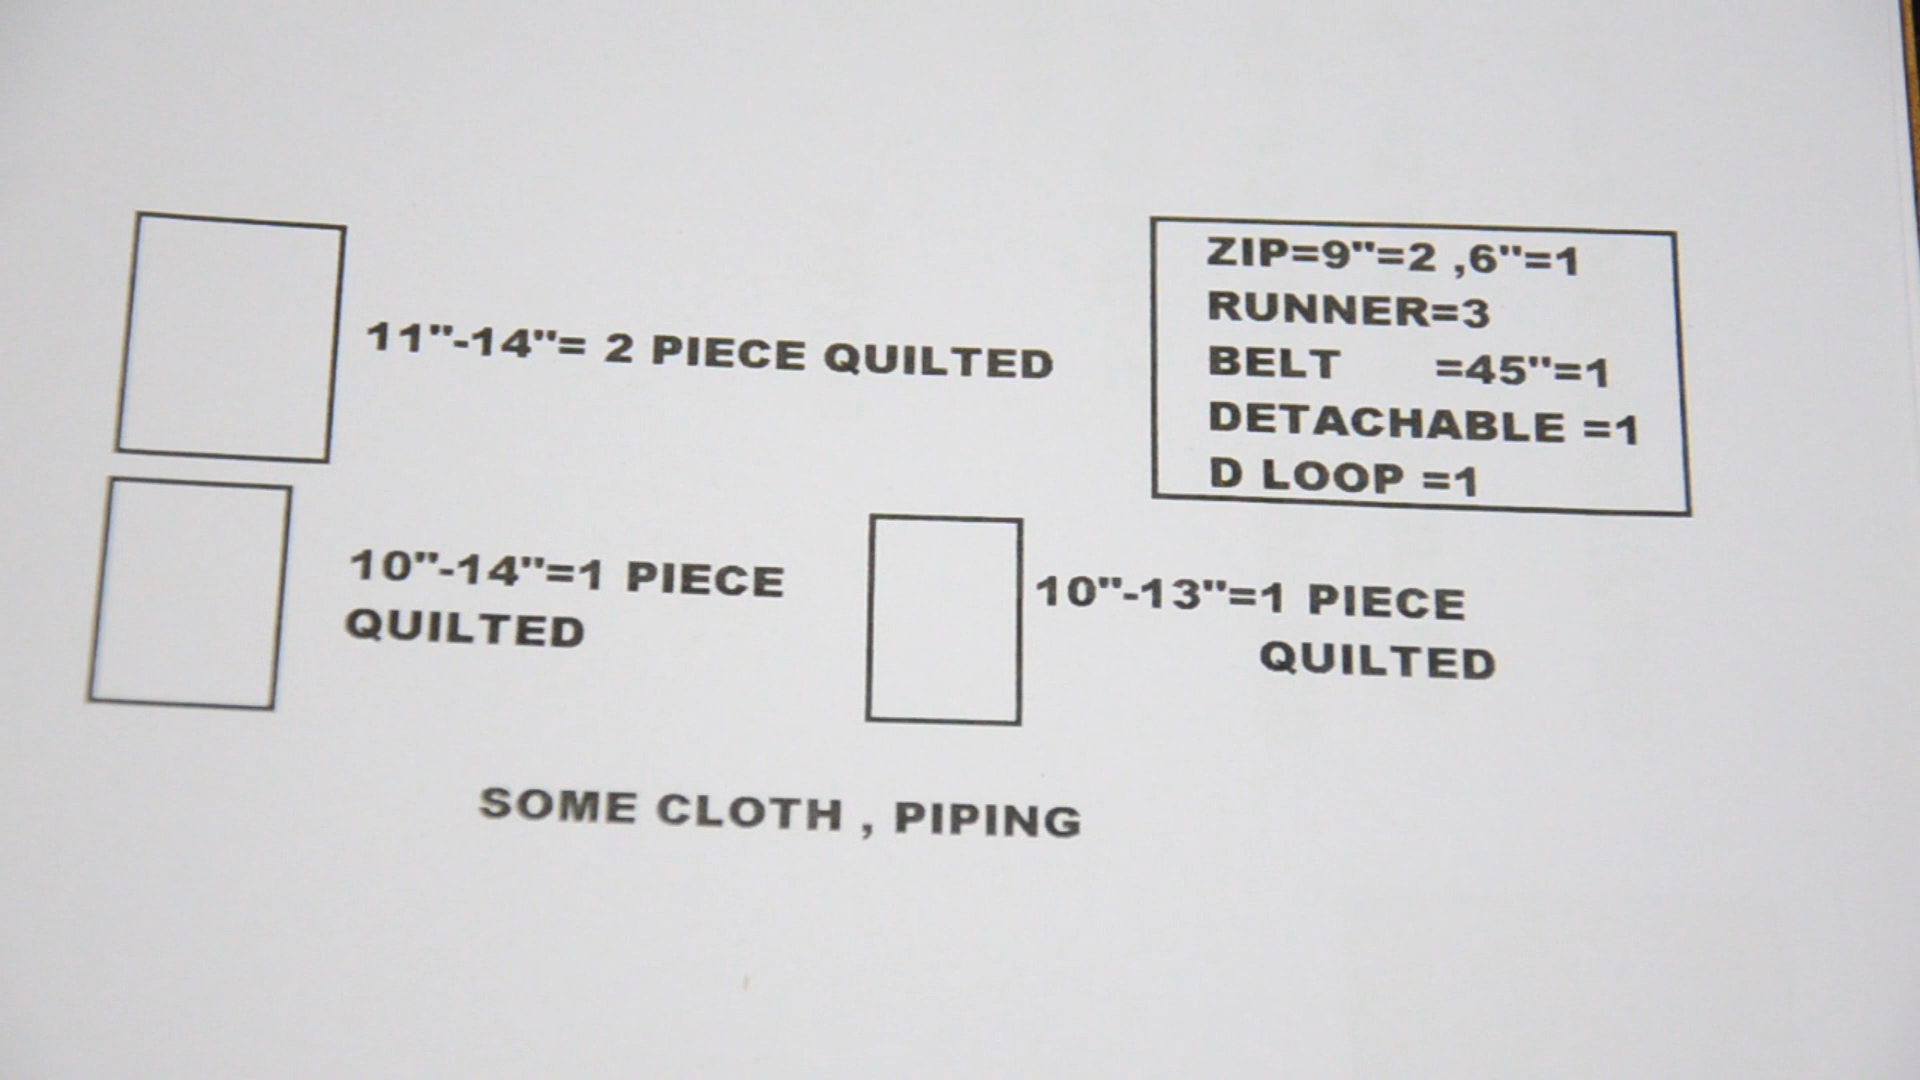 11"-14"= 2 PIECE QUILTED
ZIP=9"=2 ,6"=1
RUNNER=3
BELT =45"=1
DETACHABLE =1
D LOOP =1
10"-14"=1 PIECE
QUILTED
10"-13"=1 PIECE
QUILTED
SOME CLOTH , PIPING